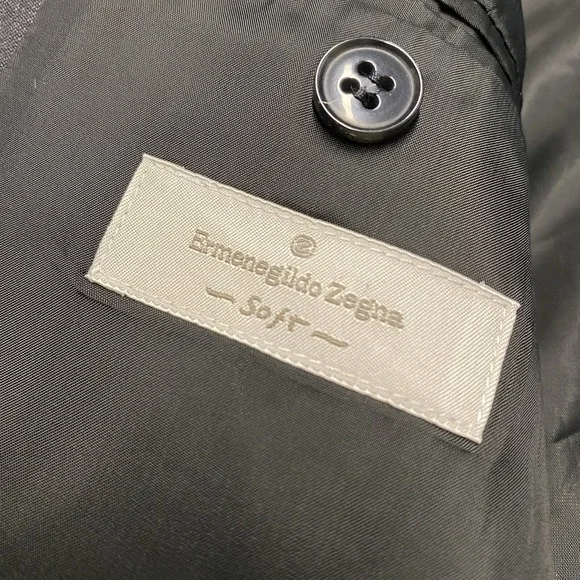 Ermenegildo Zegna
~ Soft ~